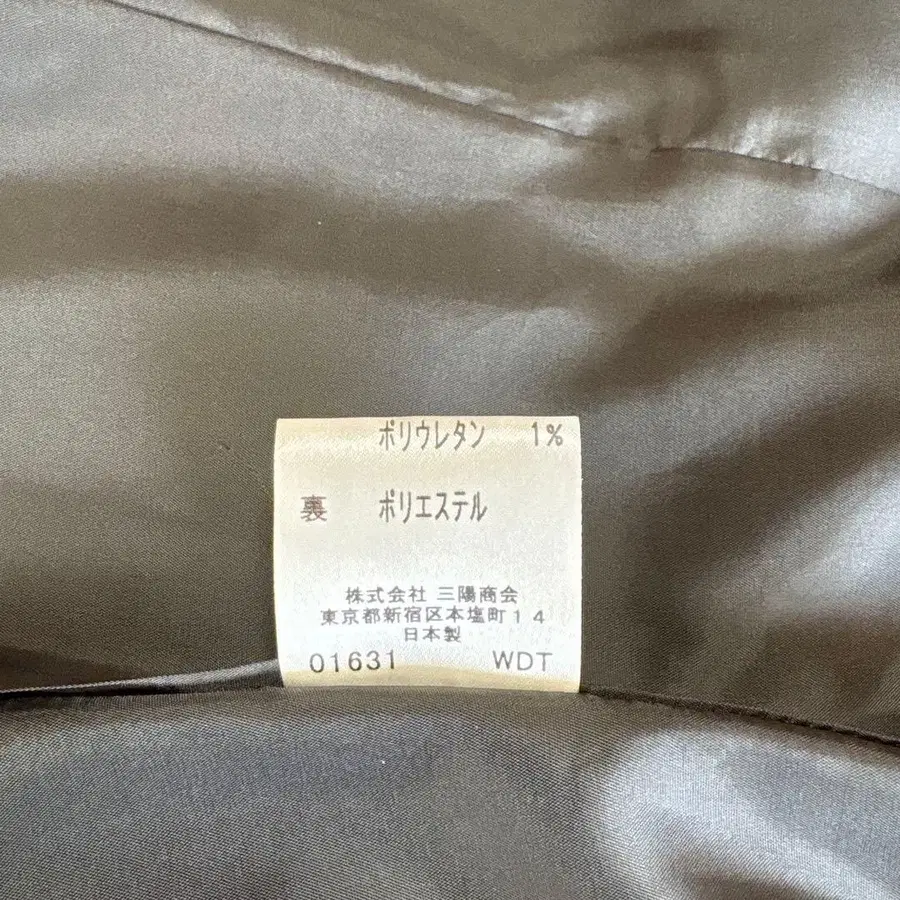 ポリウレタン 1%
裏 ポリエステル
株式会社 三陽商会
東京都新宿区本塩町14
日本製
01631 WDT